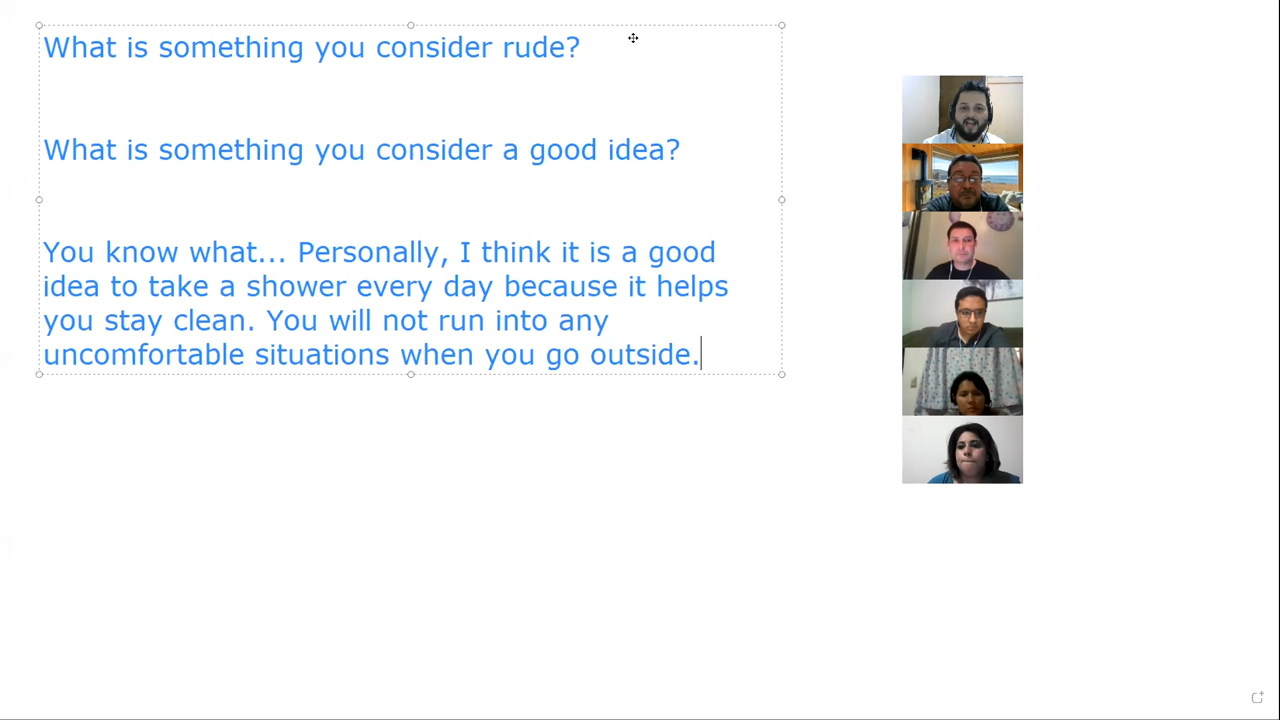 What is something you consider rude?
What is something you consider a good idea?
You know what... Personally, I think it is a good
idea to take a shower every day because it helps
you stay clean. You will not run into any
uncomfortable situations when you go outside.